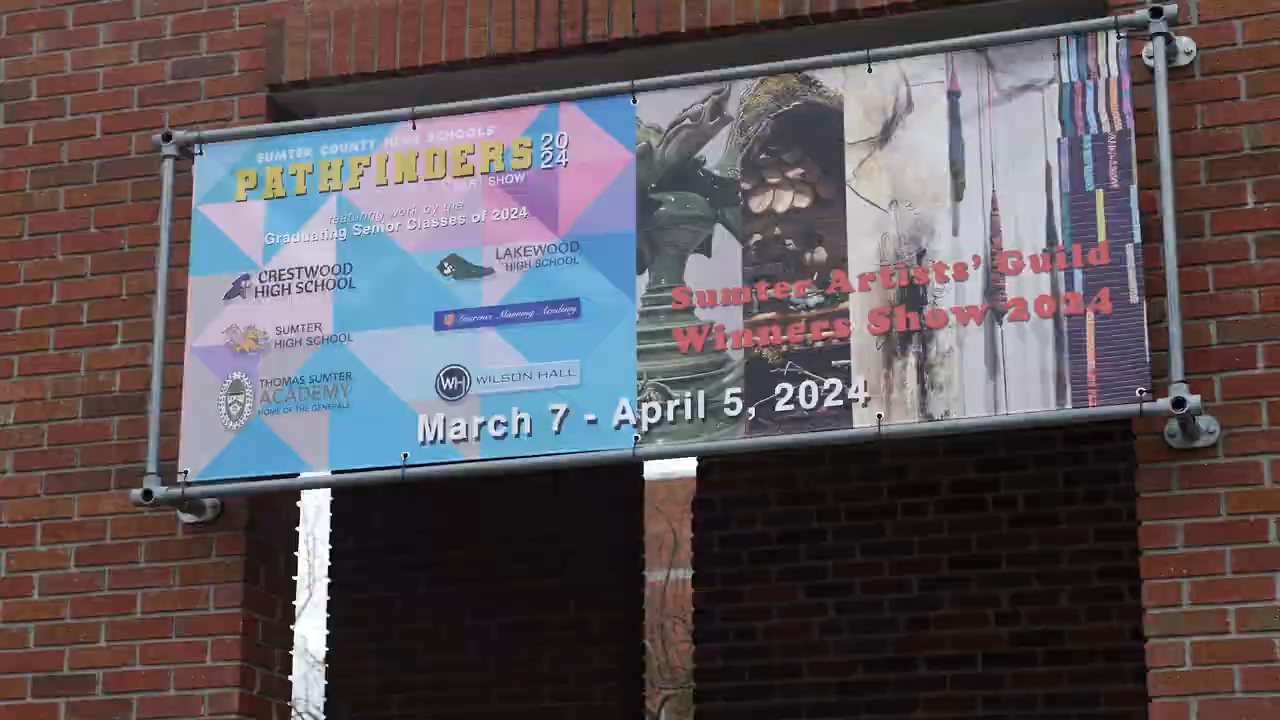 SUMTER COUNTY HIGH SCHOOLS'
PATHFINDERS 2024
ART SHOW
featuring work by the
Graduating Senior Classes of 2024
CRESTWOOD
HIGH SCHOOL
LAKEWOOD
HIGH SCHOOL
SUMTER
HIGH SCHOOL
Laurence Manning Academy
THOMAS SUMTER
ACADEMY
HOME OF THE GENERALS
WH WILSON HALL
Sumter Artists' Guild
Winners Show 2024
March 7 - April 5, 2024